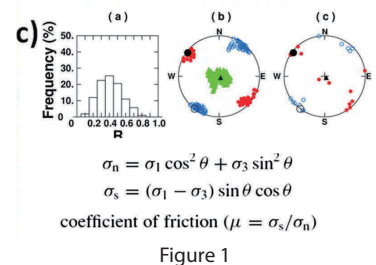 c)
( a ) ( b ) ( c )
Frequency (%)
50.
40.
30.
20.
10.
0.
0. 0.2 0.4 0.6 0.8 1.0
R
N
W E
S
N
W E
S
σn = σ1 cos² θ + σ3 sin² θ
σs = (σ1 − σ3) sin θ cos θ
coefficient of friction (μ = σs/σn)
Figure 1